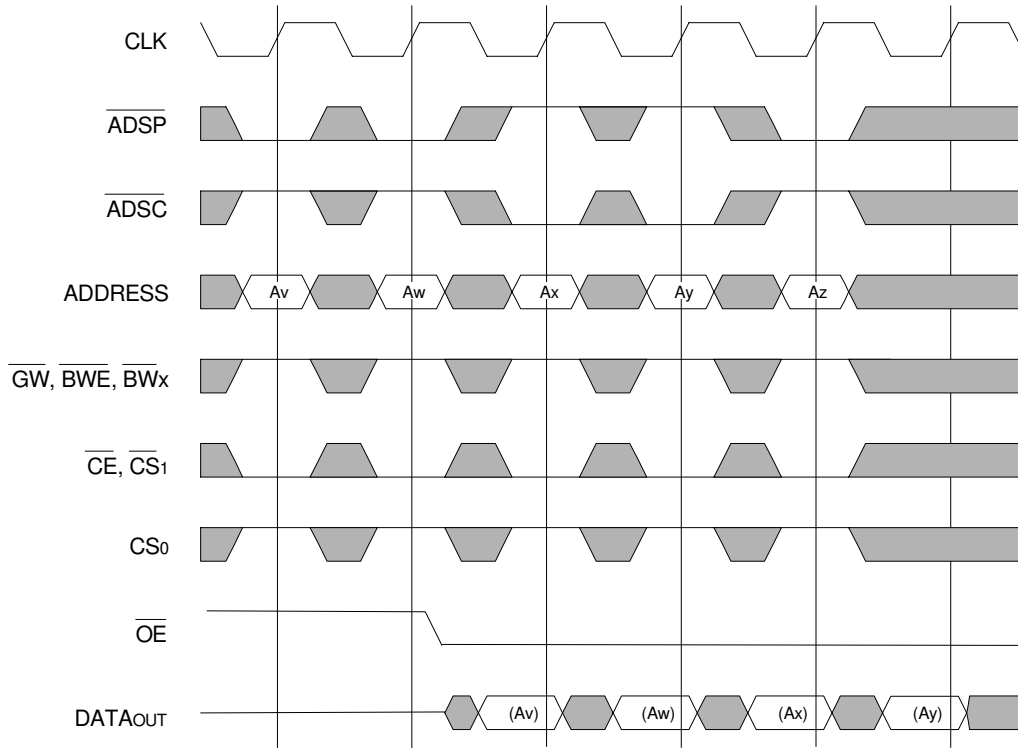 CLK
ADSP
ADSC
ADDRESS Av Aw Ax Ay Az
GW, BWE, BWx
CE, CS1
CS0
OE
DATAOUT (Av) (Aw) (Ax) (Ay)